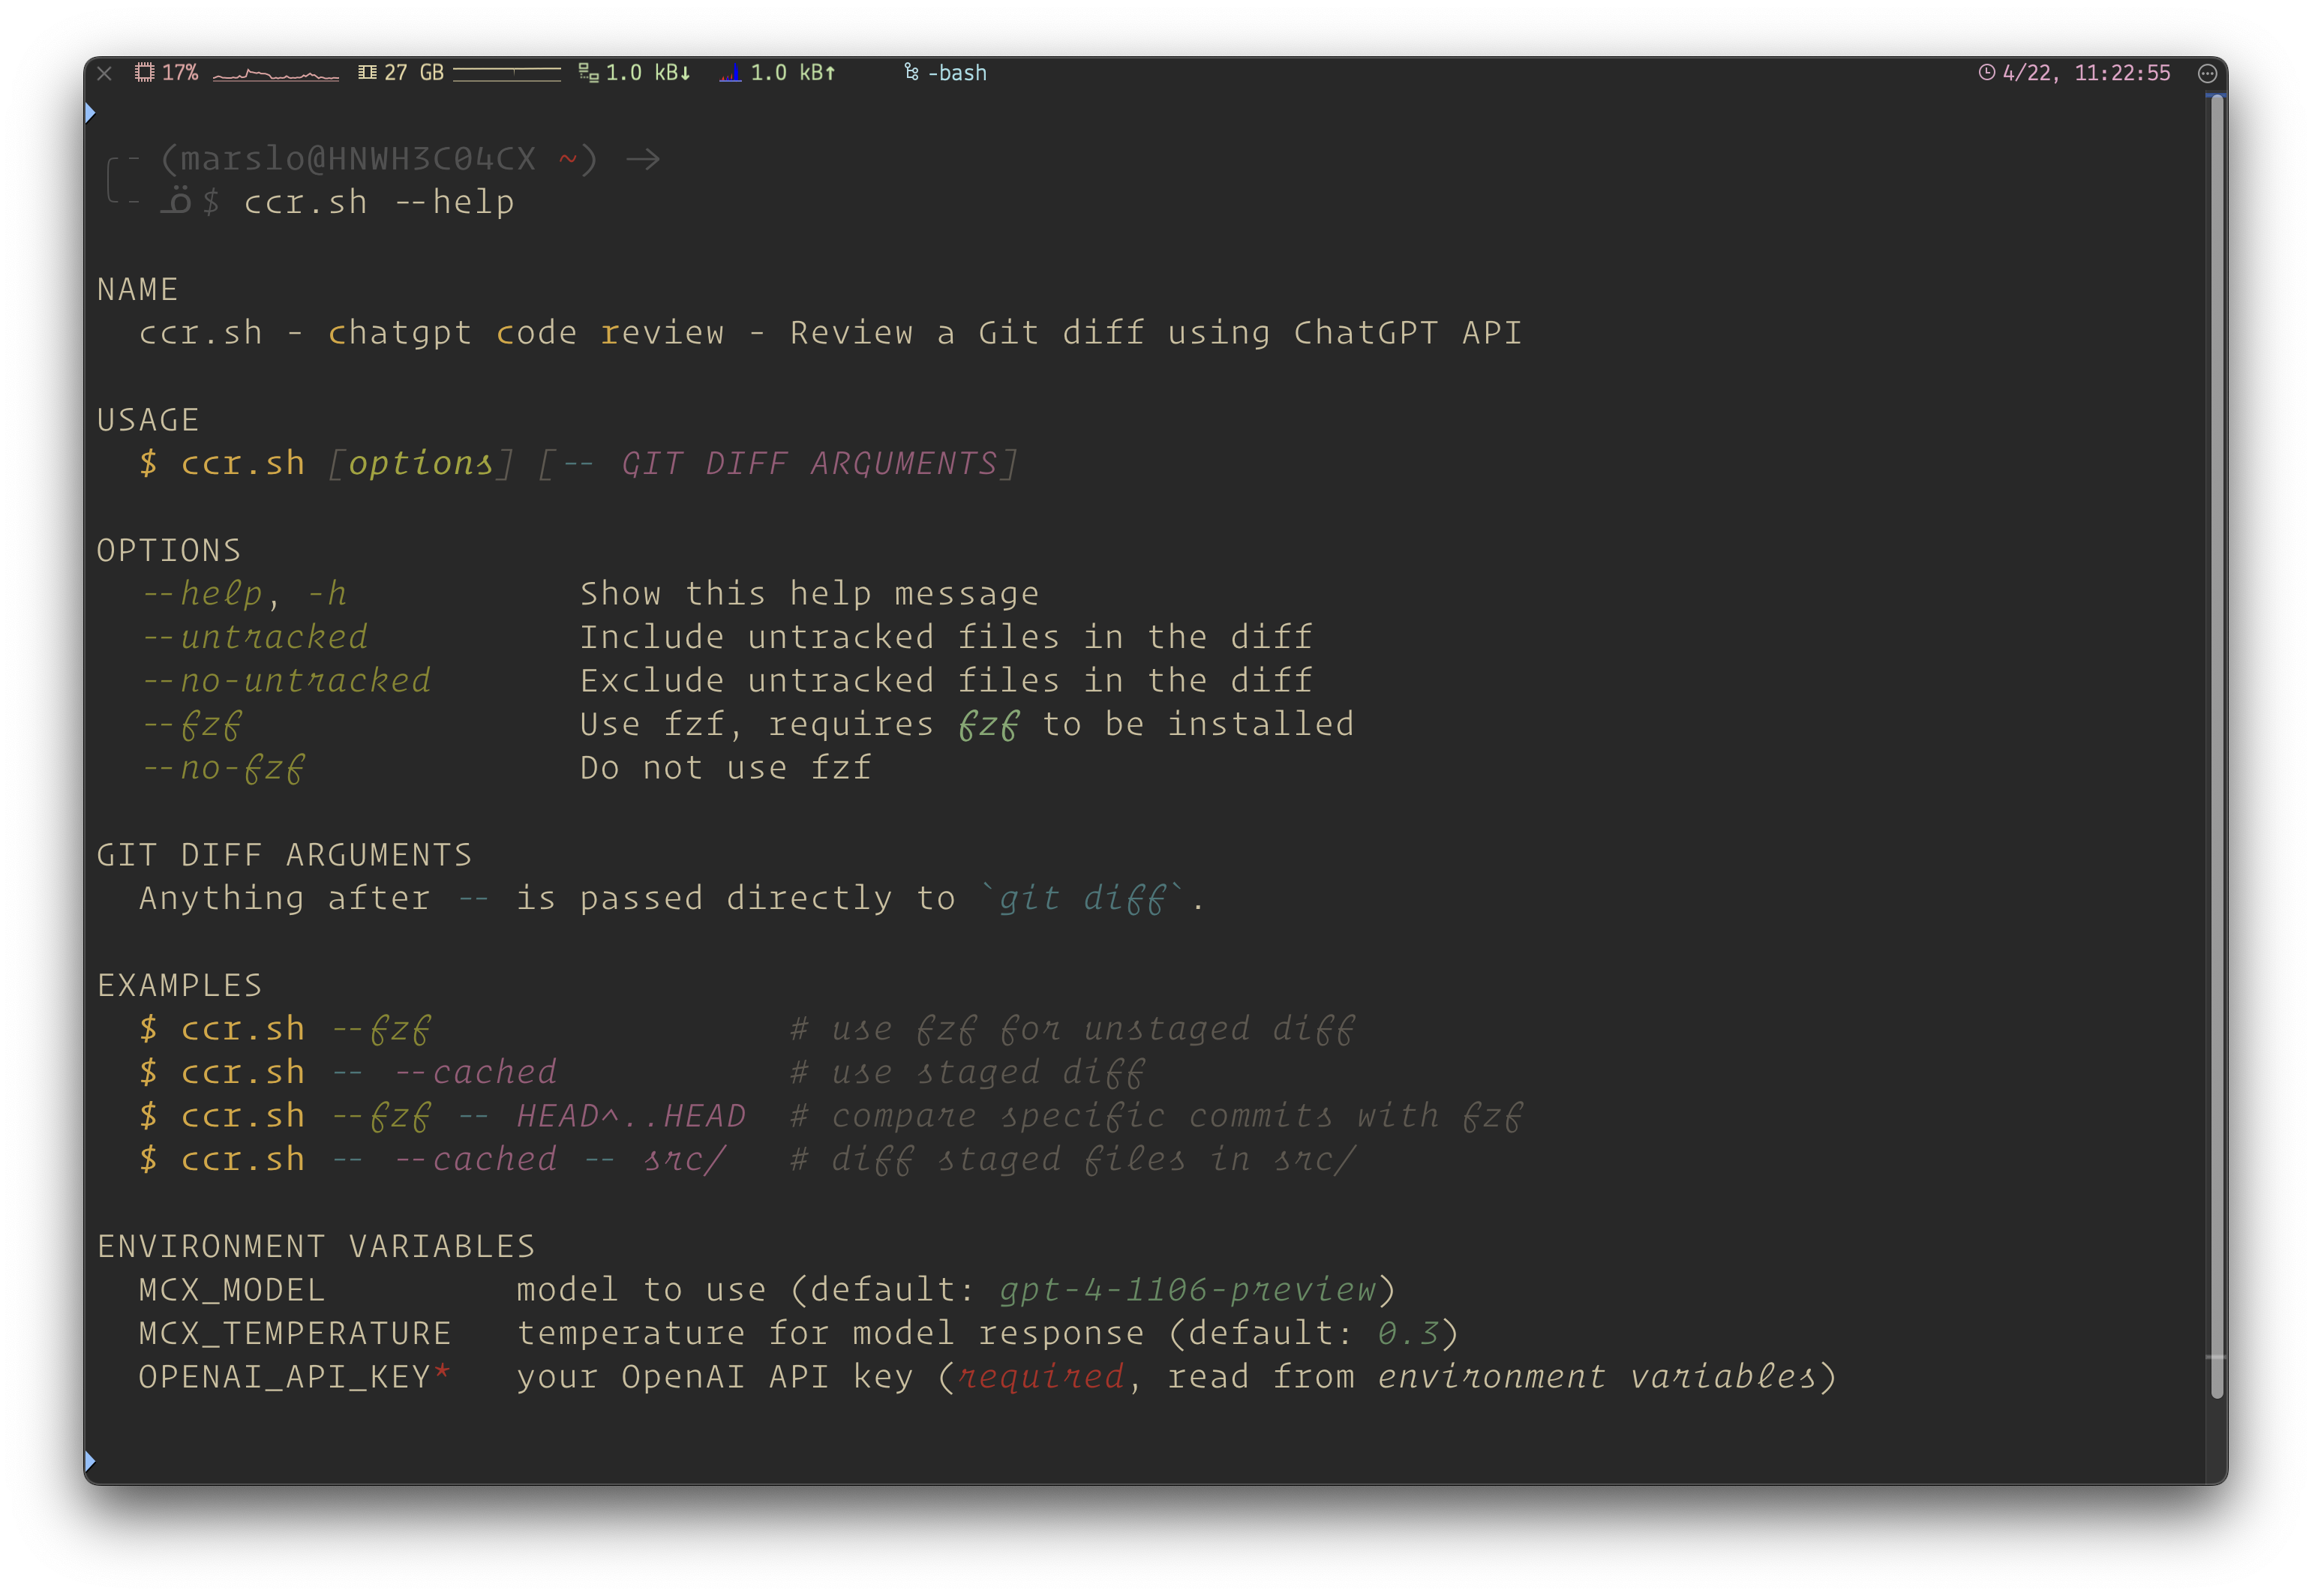 17% 27 GB 1.0 kB↓ 1.0 kB↑ -bash 4/22, 11:22:55
(marslo@HNWH3C04CX ~) →
$ ccr.sh --help
NAME
ccr.sh - chatgpt code review - Review a Git diff using ChatGPT API
USAGE
$ ccr.sh [options] [-- GIT DIFF ARGUMENTS]
OPTIONS
--help, -h Show this help message
--untracked Include untracked files in the diff
--no-untracked Exclude untracked files in the diff
--fzf Use fzf, requires fzf to be installed
--no-fzf Do not use fzf
GIT DIFF ARGUMENTS
Anything after -- is passed directly to `git diff`.
EXAMPLES
$ ccr.sh --fzf # use fzf for unstaged diff
$ ccr.sh -- --cached # use staged diff
$ ccr.sh --fzf -- HEAD^..HEAD # compare specific commits with fzf
$ ccr.sh -- --cached -- src/ # diff staged files in src/
ENVIRONMENT VARIABLES
MCX_MODEL model to use (default: gpt-4-1106-preview)
MCX_TEMPERATURE temperature for model response (default: 0.3)
OPENAI_API_KEY* your OpenAI API key (required, read from environment variables)